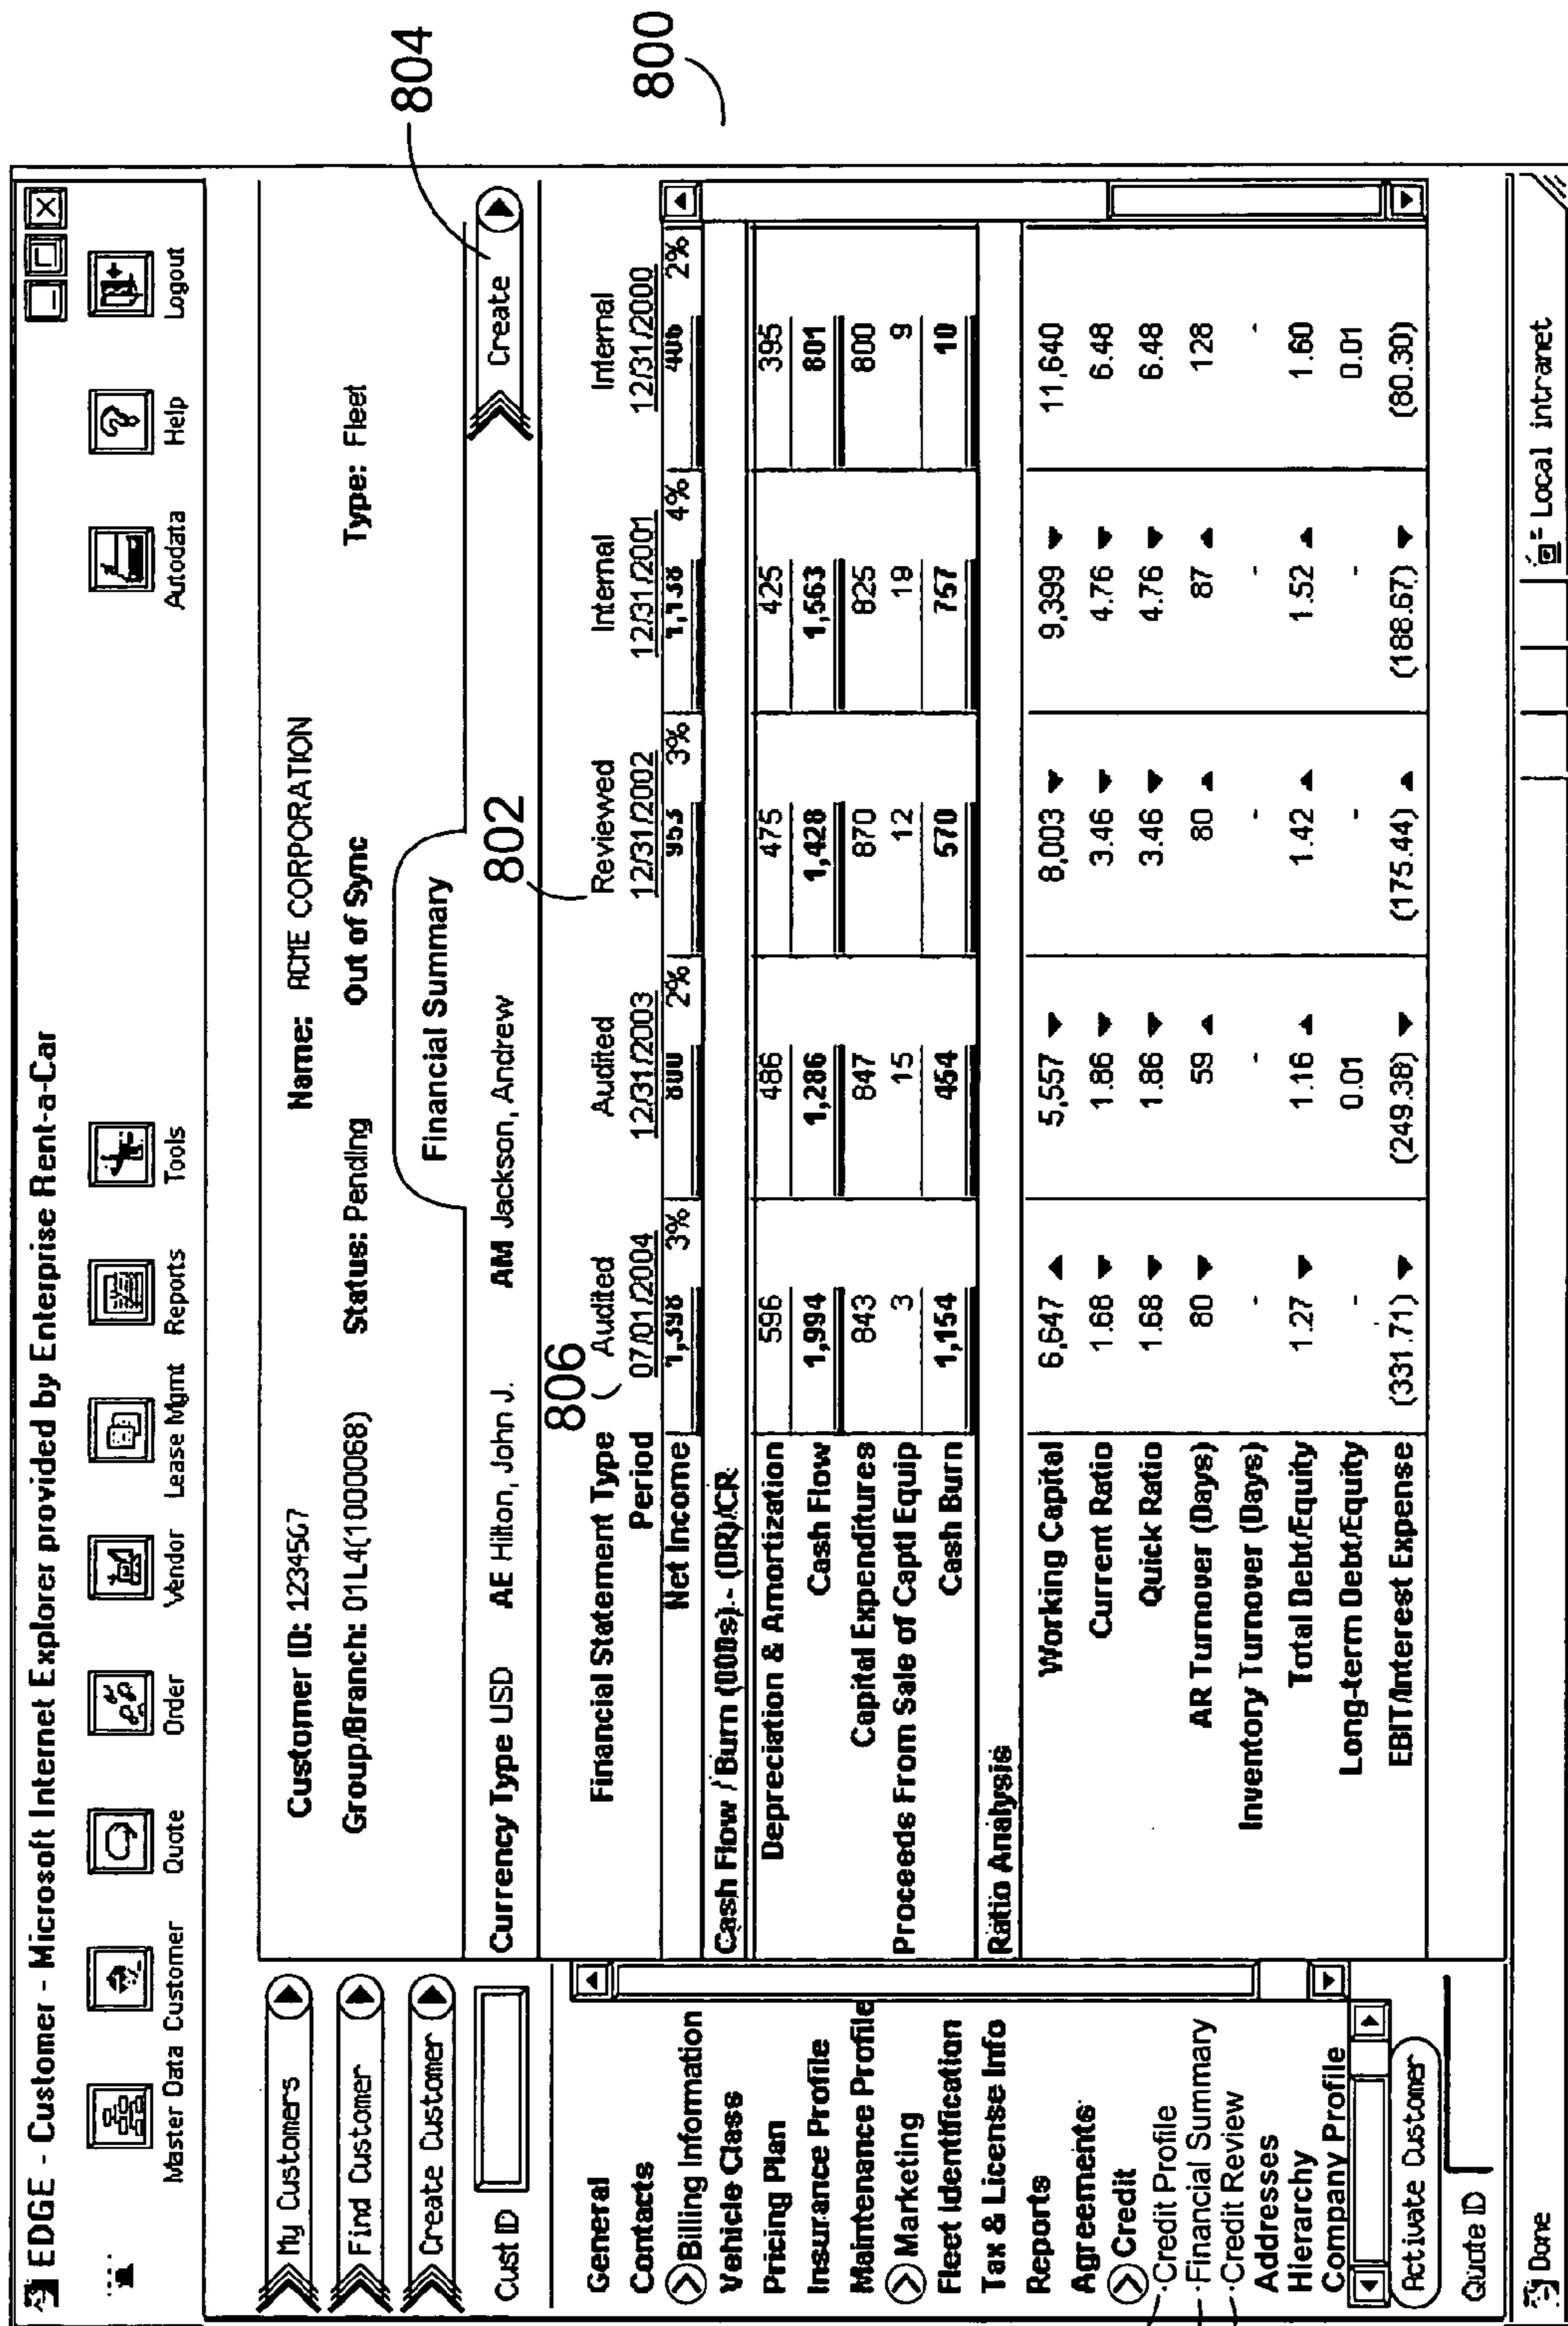 EDGE - Customer - Microsoft Internet Explorer provided by Enterprise Rent-a-Car
Master Data Customer Quote Order Vendor Lease Mgmt Reports Tools Autodata Help Logout
My Customers
Find Customer
Create Customer
Cust ID
General
Contacts
Billing Infomation
Vehicle Class
Pricing Plan
Insurance Profile
Maintenance Profile
Marketing
Fleet Identification
Tax & License Info
Reports
Agreements
Credit
Credit Profile
Financial Summary
Credit Review
Addresses
Hierarchy
Company Profile
Activate Customer
Quote ID
Customer ID: 1234567 Name: ACME CORPORATION
Group/Branch: 01L4(100068) Status: Pending Out of Sync Type: Fleet
Financial Summary
Currency Type USD AE Hilton, John J. AM Jackson, Andrew Create
804
800
802
806
Financial Statement Type Audited Audited Reviewed Internal Internal
Period 07/01/2004 12/31/2003 12/31/2002 12/31/2001 12/31/2000
Net Income 1,398 3% 800 2% 953 3% 1,138 4% 406 2%
Cash Flow / Burn (000s) - (DR)/CR
Depreciation & Amortization 596 486 475 425 395
Cash Flow 1,994 1,286 1,428 1,563 801
Capital Expenditures 843 847 870 825 800
Proceeds From Sale of Captl Equip 3 15 12 19 9
Cash Burn 1,154 454 570 757 10
Ratio Analysis
Working Capital 6,647 ▲ 5,557 ▼ 8,003 ▼ 9,399 ▼ 11,640
Current Ratio 1.68 ▼ 1.86 ▼ 3.46 ▼ 4.76 ▼ 6.48
Quick Ratio 1.68 ▼ 1.86 ▼ 3.46 ▼ 4.76 ▼ 6.48
AR Turnover (Days) 80 ▼ 59 ▲ 80 ▲ 87 ▲ 128
Inventory Turnover (Days) - - - - -
Total Debt/Equity 1.27 ▼ 1.16 ▲ 1.42 ▲ 1.52 ▲ 1.60
Long-term Debt/Equity - 0.01 - - 0.01
EBIT/Interest Expense (331.71) ▼ (249.38) ▼ (175.44) ▲ (188.67) ▼ (80.30)
Done Local intranet